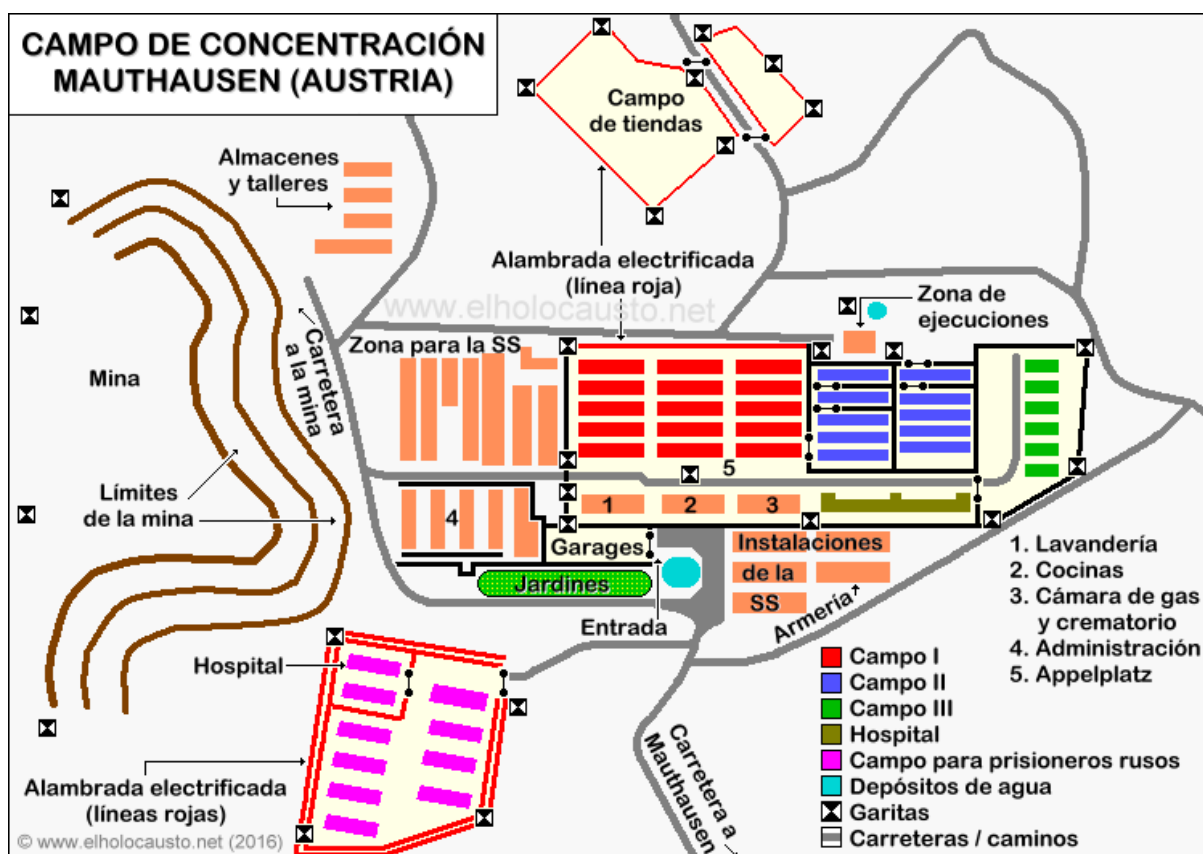 CAMPO DE CONCENTRACIÓN
MAUTHAUSEN (AUSTRIA)
Campo
de tiendas
Almacenes
y talleres
Alambrada electrificada
(línea roja)
www.elholocausto.net
Zona de
ejecuciones
Zona para la SS
Carretera
a la mina
Mina
Límites
de la mina
5
4
1
2
3
Garages
Instalaciones
de la
SS
Jardines
Entrada
Armería
1. Lavandería
2. Cocinas
3. Cámara de gas
y crematorio
4. Administración
5. Appelplatz
Hospital
Campo I
Campo II
Campo III
Hospital
Campo para prisioneros rusos
Depósitos de agua
Garitas
Carreteras / caminos
Carretera a
Mauthausen
Alambrada electrificada
(líneas rojas)
© www.elholocausto.net (2016)